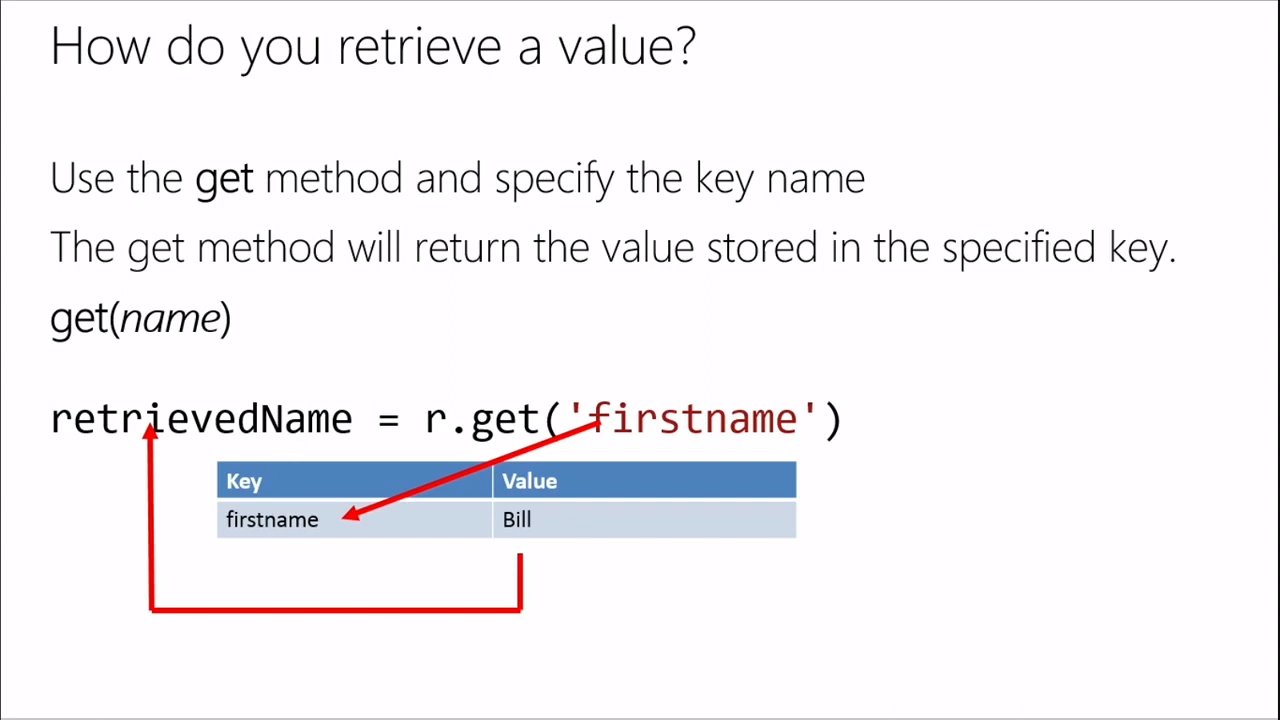 How do you retrieve a value?
Use the get method and specify the key name
The get method will return the value stored in the specified key.
get(name)
retrievedName = r.get('firstname')
Key Value
firstname Bill